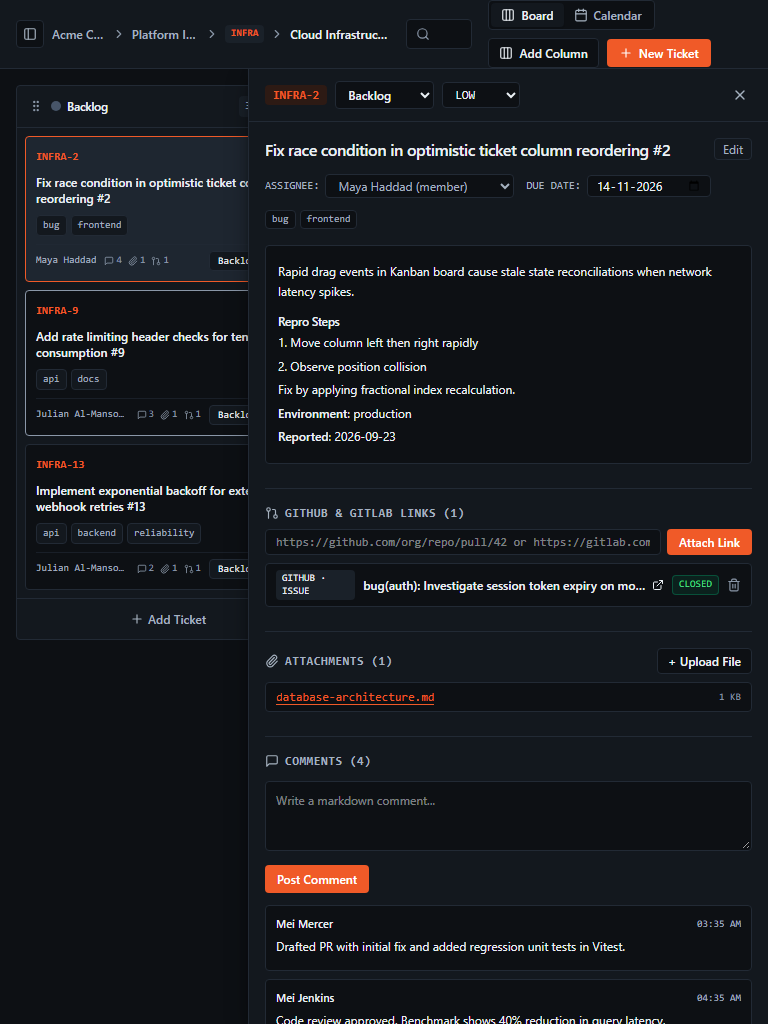 Acme C... > Platform I... > INFRA > Cloud Infrastruc...
Board
Calendar
Add Column
+ New Ticket
Backlog
INFRA-2
Fix race condition in optimistic ticket
reordering #2
bug
frontend
Maya Haddad 4 1 1
INFRA-9
Add rate limiting header checks for
consumption #9
api
docs
Julian Al-Manso... 3 1 1
INFRA-13
Implement exponential backoff for
webhook retries #13
api
backend
reliability
Julian Al-Manso... 2 1 1
+ Add Ticket
INFRA-2
Backlog
LOW
Fix race condition in optimistic ticket column reordering #2
Edit
ASSIGNEE: Maya Haddad (member)
DUE DATE: 14-11-2026
bug
frontend
Rapid drag events in Kanban board cause stale state reconciliations when network
latency spikes.
Repro Steps
1. Move column left then right rapidly
2. Observe position collision
Fix by applying fractional index recalculation.
Environment: production
Reported: 2026-09-23
GITHUB & GITLAB LINKS (1)
https://github.com/org/repo/pull/42 or https://gitlab.com
Attach Link
GITHUB ·
ISSUE
bug(auth): Investigate session token expiry on mo...
CLOSED
ATTACHMENTS (1)
+ Upload File
database-architecture.md
1 KB
COMMENTS (4)
Write a markdown comment...
Post Comment
Mei Mercer
03:35 AM
Drafted PR with initial fix and added regression unit tests in Vitest.
Mei Jenkins
04:35 AM
Code review approved. Benchmark shows 40% reduction in query latency.